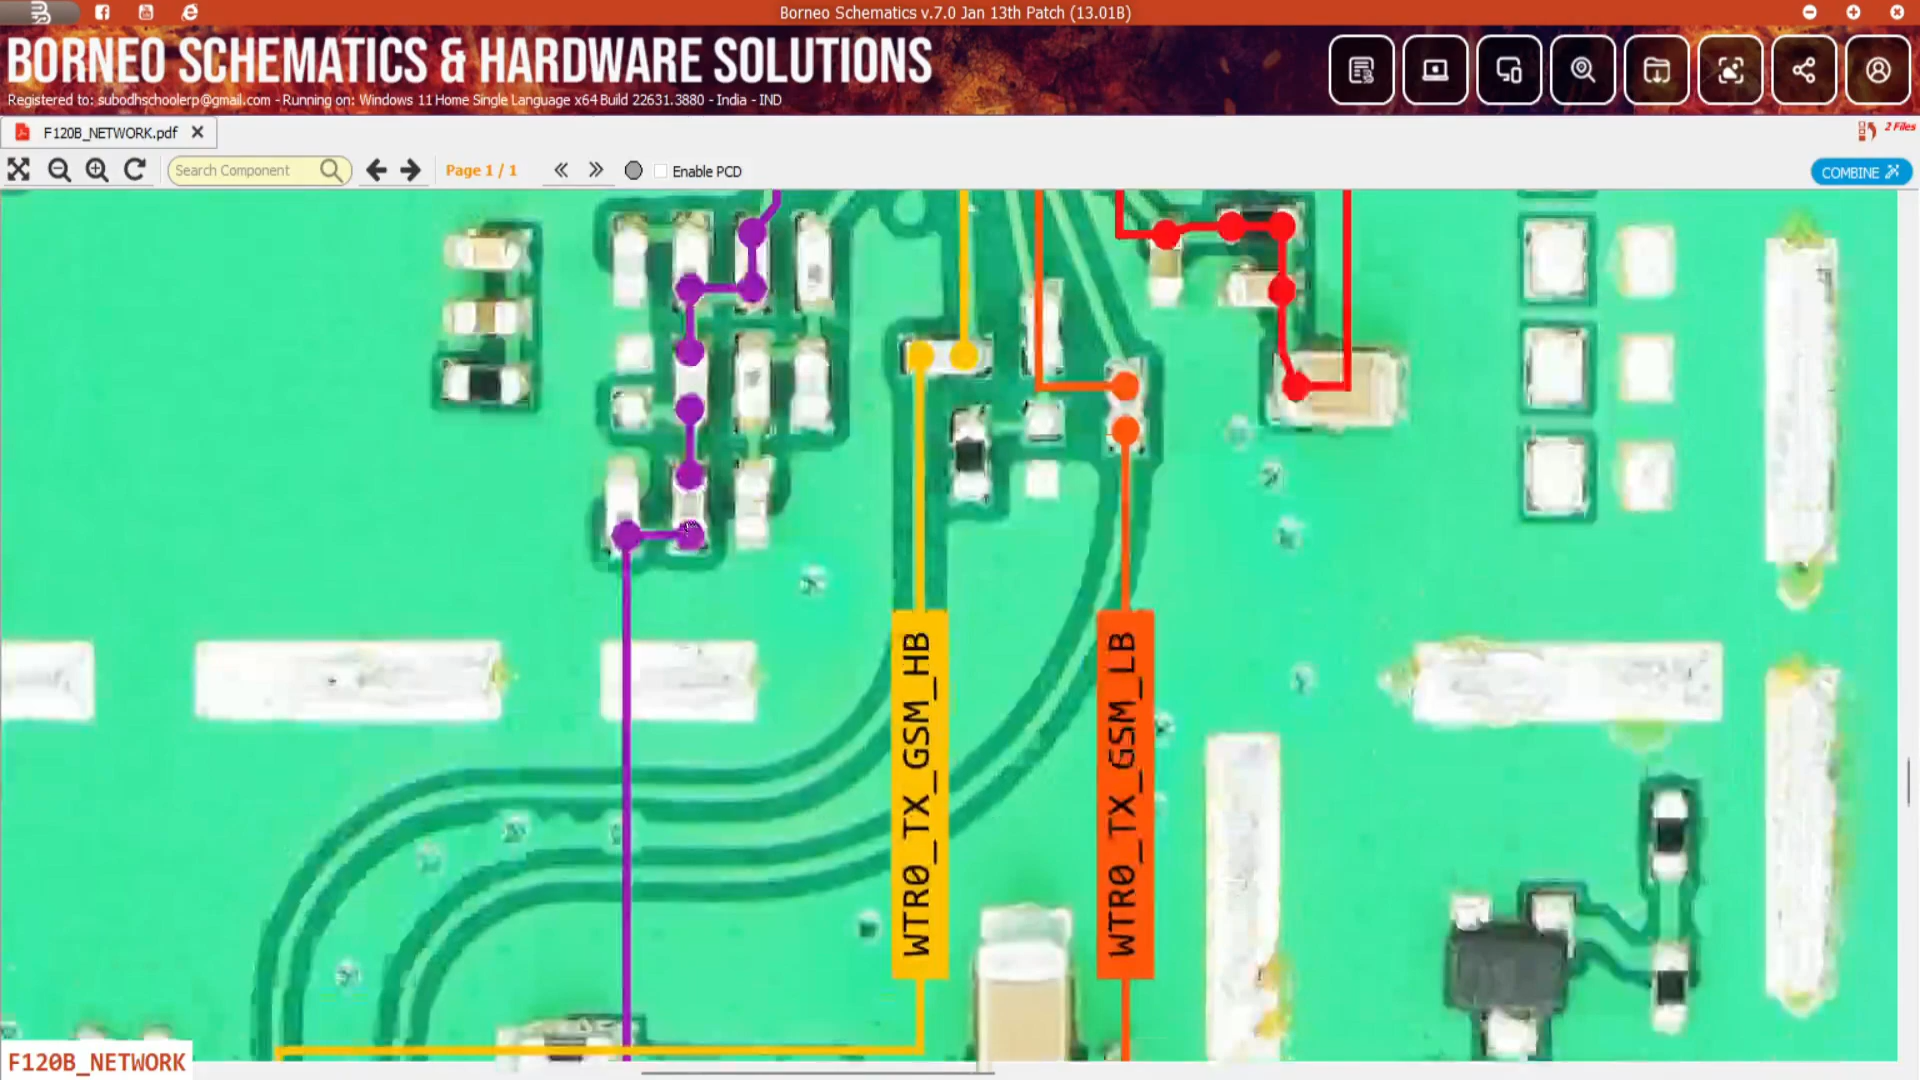 Borneo Schematics v.7.0 Jan 13th Patch (13.01B)
BORNEO SCHEMATICS & HARDWARE SOLUTIONS
Registered to: subodhschoolerp@gmail.com - Running on: Windows 11 Home Single Language x64 Build 22631.3880 - India - IND
F120B_NETWORK.pdf
2 Files
Search Component
Page 1 / 1
Enable PCD
COMBINE
WTR0_TX_GSM_HB
WTR0_TX_GSM_LB
F120B_NETWORK